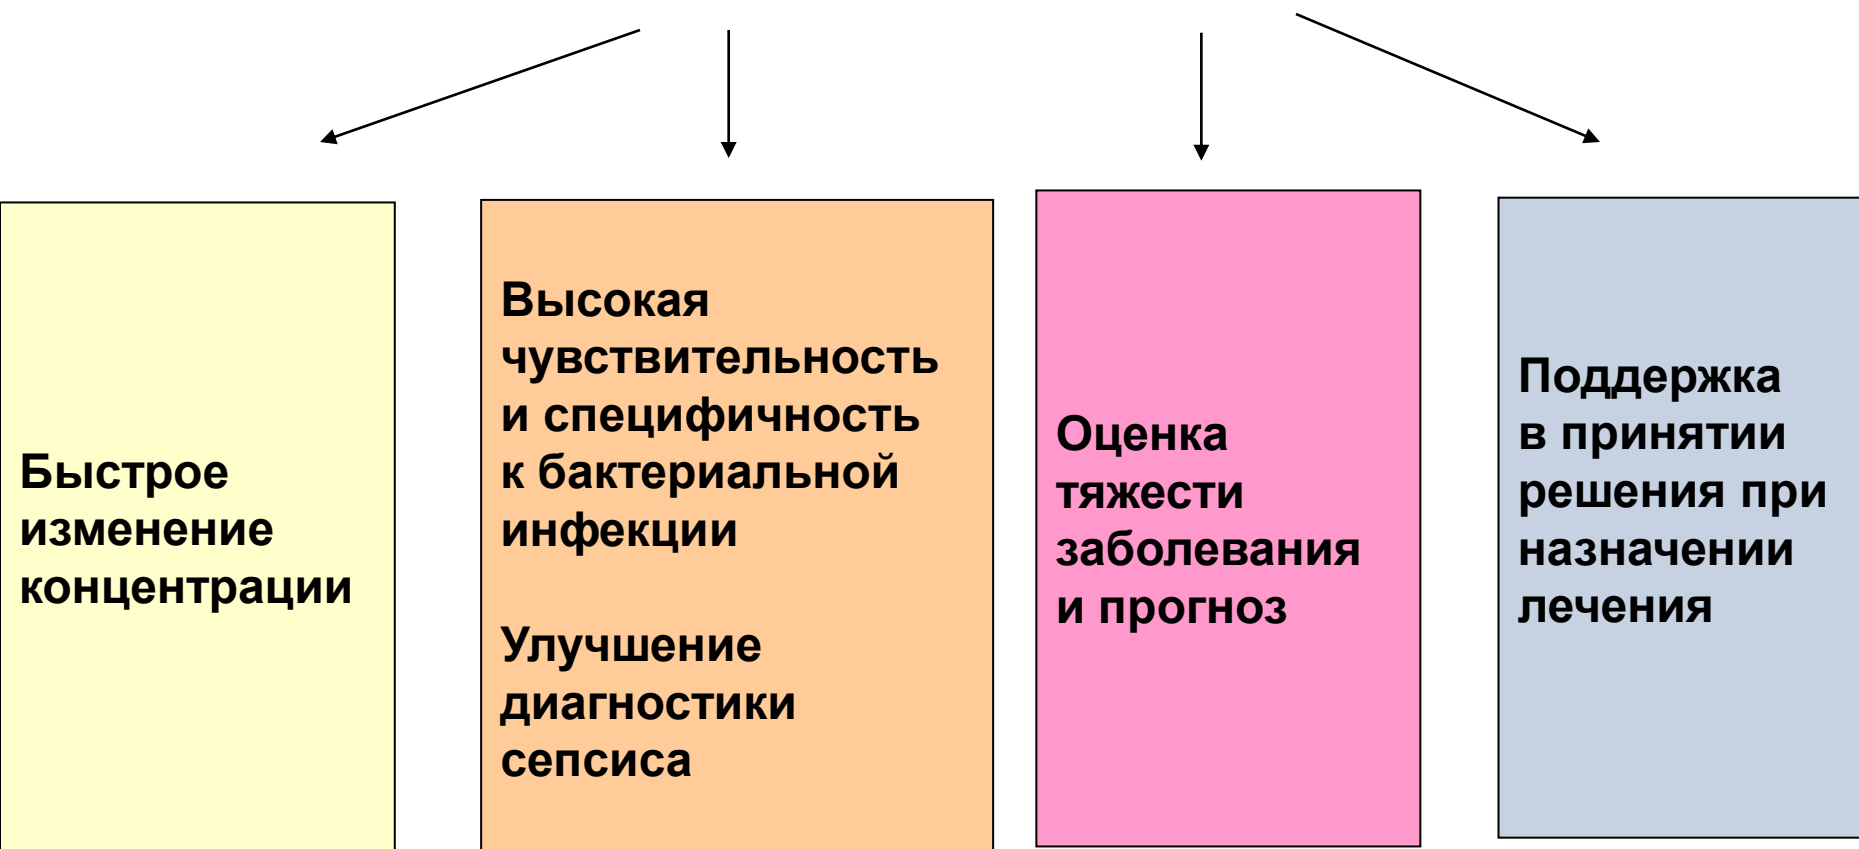 Быстрое
изменение
концентрации
Высокая
чувствительность
и специфичность
к бактериальной
инфекции
Улучшение
диагностики
сепсиса
Оценка
тяжести
заболевания
и прогноз
Поддержка
в принятии
решения при
назначении
лечения